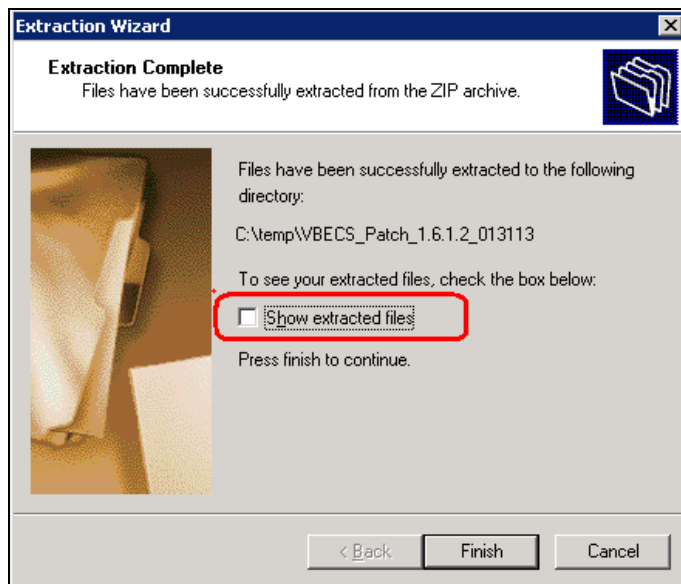 Extraction Wizard
Extraction Complete
Files have been successfully extracted from the ZIP archive.
Files have been successfully extracted to the following
directory:
C:\temp\VBECS_Patch_1.6.1.2_013113
To see your extracted files, check the box below:
Show extracted files
Press finish to continue.
< Back Finish Cancel